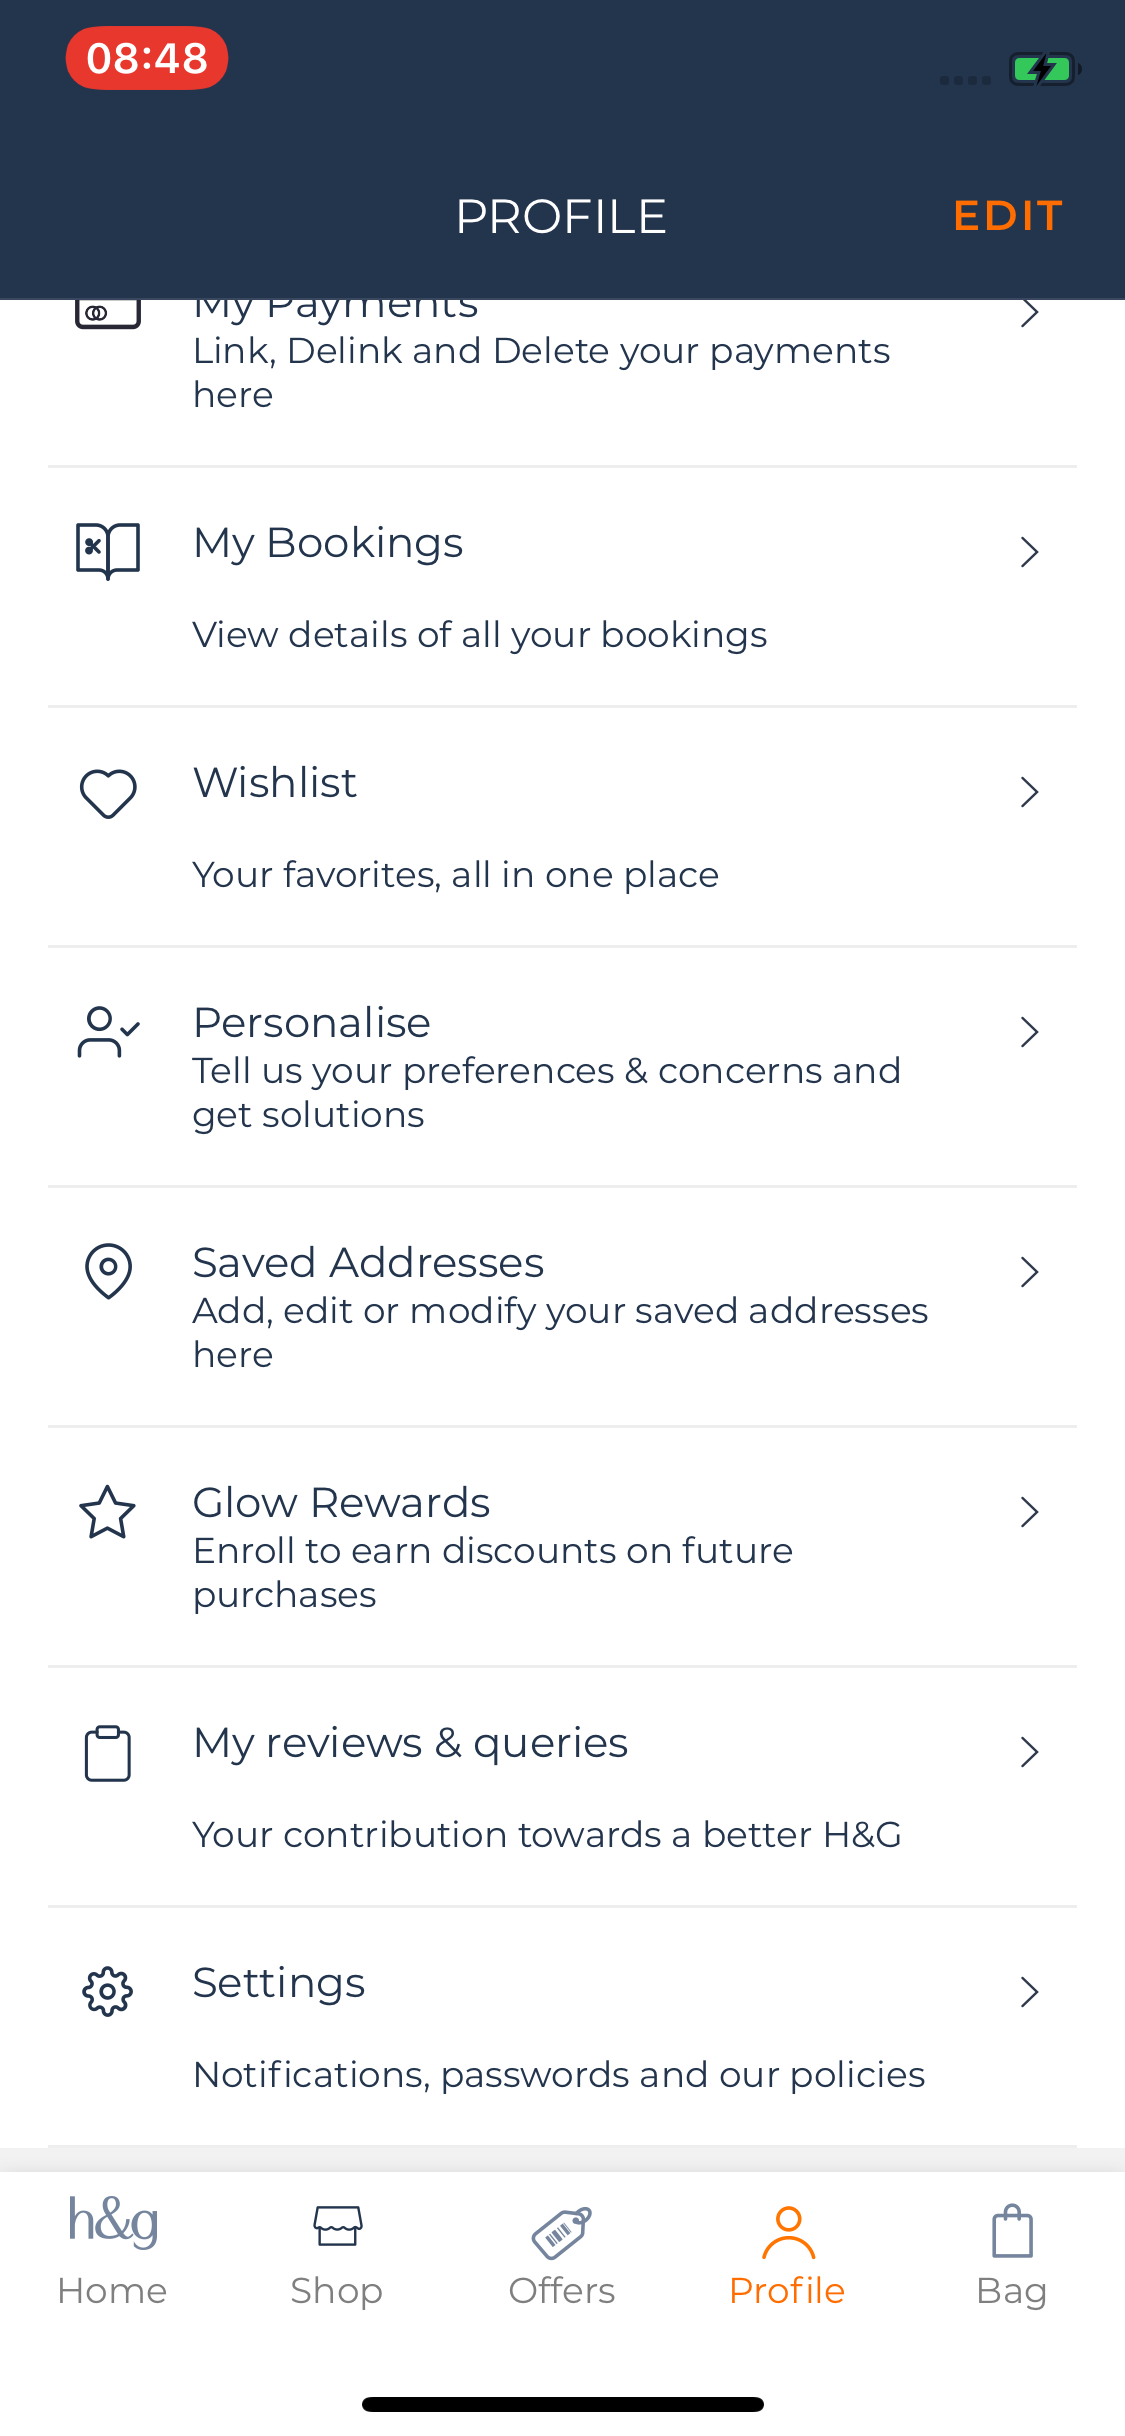 08:48
PROFILE
EDIT
My Payments
Link, Delink and Delete your payments
here
My Bookings
View details of all your bookings
Wishlist
Your favorites, all in one place
Personalise
Tell us your preferences & concerns and
get solutions
Saved Addresses
Add, edit or modify your saved addresses
here
Glow Rewards
Enroll to earn discounts on future
purchases
My reviews & queries
Your contribution towards a better H&G
Settings
Notifications, passwords and our policies
h&g
Home
Shop
Offers
Profile
Bag